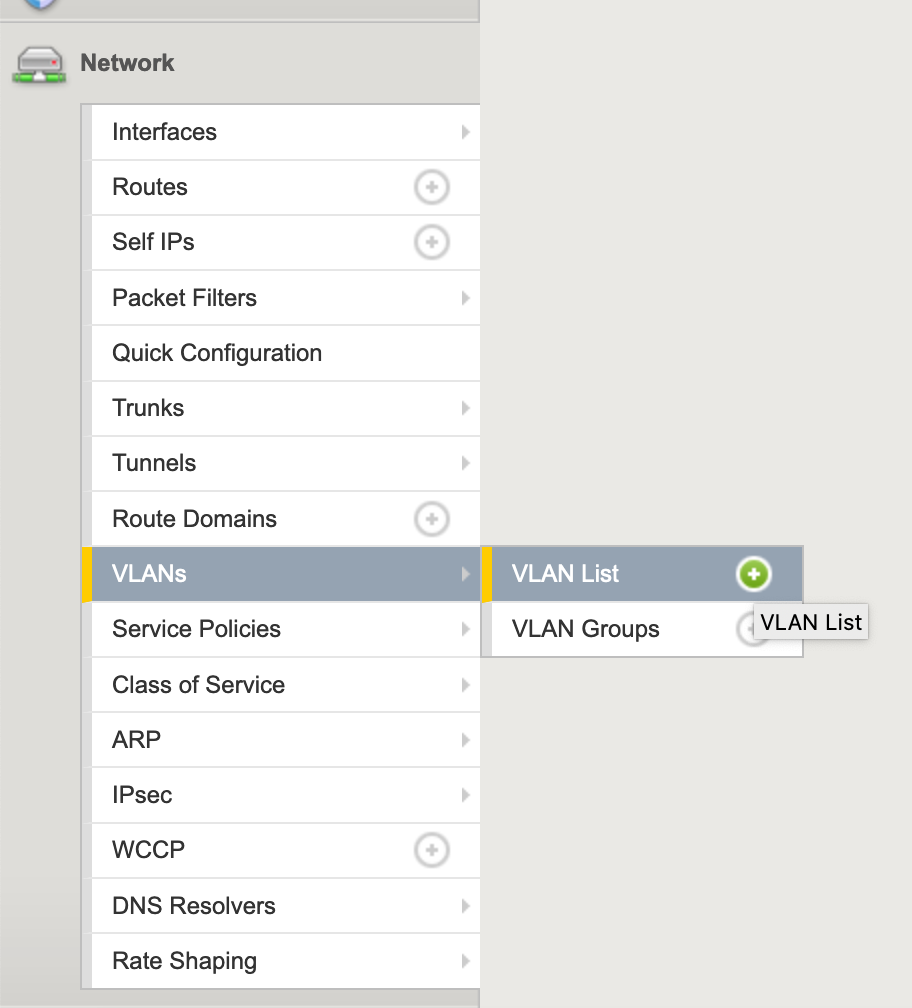 Network
Interfaces
Routes
Self IPs
Packet Filters
Quick Configuration
Trunks
Tunnels
Route Domains
VLANs
VLAN List
Service Policies
VLAN Groups
VLAN List
Class of Service
ARP
IPsec
WCCP
DNS Resolvers
Rate Shaping